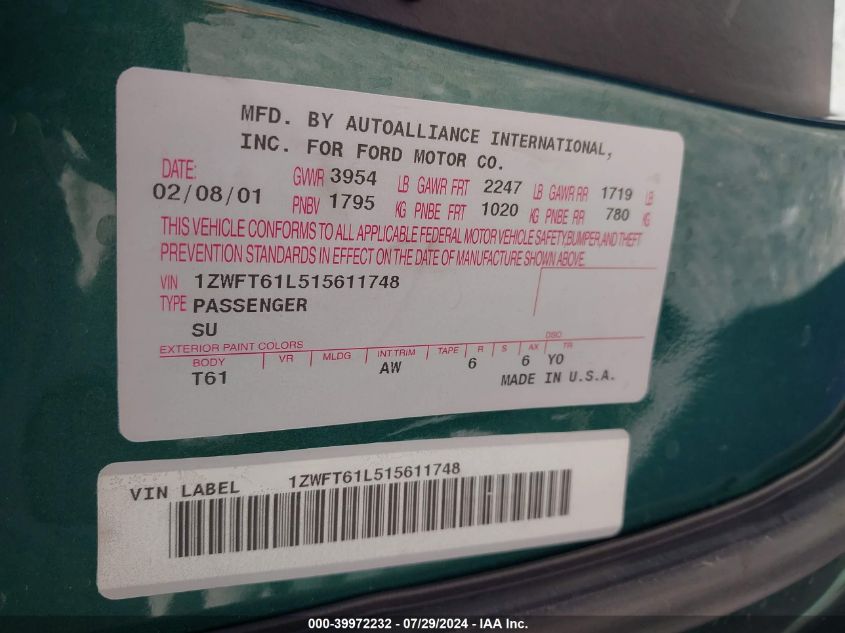 MFD. BY AUTOALLIANCE INTERNATIONAL,
INC. FOR FORD MOTOR CO.
DATE: GVWR 3954 LB GAWR FRT 2247 LB GAWR RR 1719 LB
02/08/01 PNBV 1795 KG PNBE FRT 1020 KG PNBE RR 780 KG
THIS VEHICLE CONFORMS TO ALL APPLICABLE FEDERAL MOTOR VEHICLE SAFETY,BUMPER,AND THEFT
PREVENTION STANDARDS IN EFFECT ON THE DATE OF MANUFACTURE SHOWN ABOVE.
VIN 1ZWFT61L515611748
TYPE PASSENGER
SU
EXTERIOR PAINT COLORS DSO
BODY VR MLDG INT TRIM TAPE R S AX TR
T61 AW 6 6 Y0
MADE IN U.S.A.
VIN LABEL 1ZWFT61L515611748
000-39972232 - 07/29/2024 - IAA Inc.